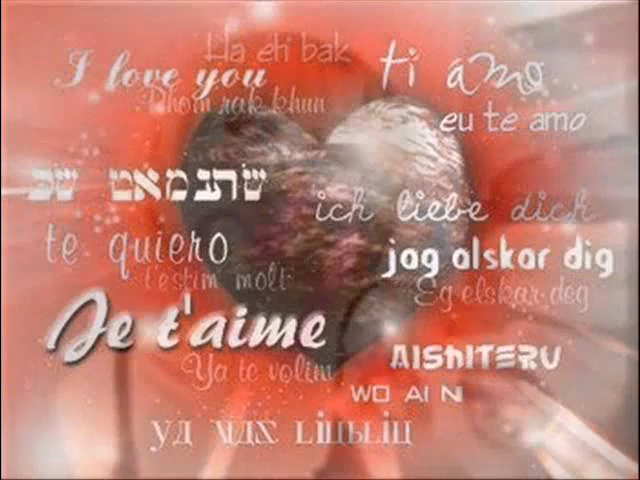 Ha eh bak
I love you
ti amo
Phom rak khun
eu te amo
ich liebe dich
te quiero
jag alskar dig
t'estim molt
Eg elskar deg
Je t'aime
AISHITERU
Ya te volim
WO AI NI